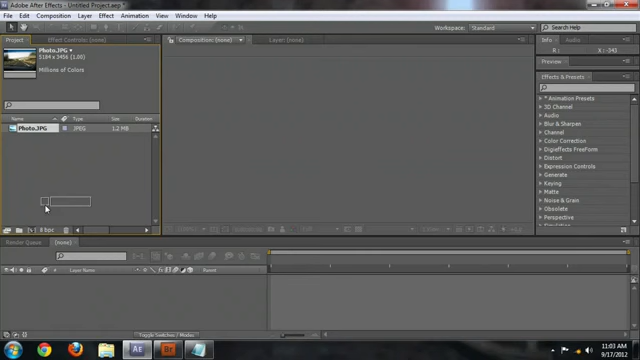 Adobe After Effects - Untitled Project.aep *
File Edit Composition Layer Effect Animation View Window Help
Workspace: Standard Search Help
Project Effect Controls: (none) Composition: (none) Layer: (none) Info Audio
Photo.JPG
5184 x 3456 (1.00)
Millions of Colors
R : X : -343
Preview
Effects & Presets
* Animation Presets
3D Channel
Audio
Blur & Sharpen
Channel
Color Correction
Digieffects FreeForm
Distort
Expression Controls
Generate
Keying
Matte
Noise & Grain
Obsolete
Perspective
Name Type Size Duration
Photo.JPG JPEG 1.2 MB
8 bpc
Render Queue (none)
# Layer Name Parent
Toggle Switches / Modes
Ae Br
11:03 AM
9/17/2012